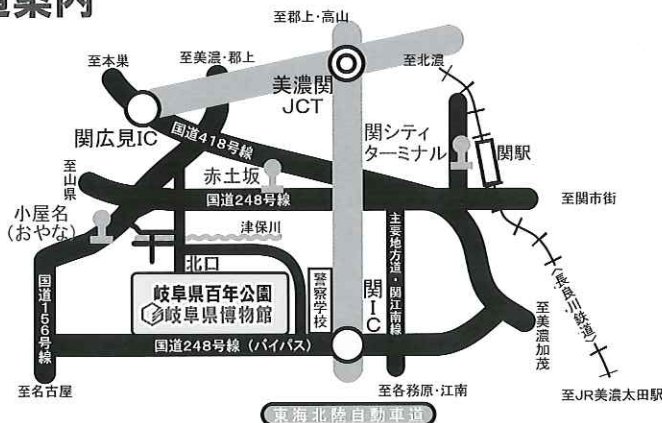 道案内
至郡上・高山
至本巣
至美濃・郡上
至北濃
美濃関
JCT
関広見IC
国道418号線
関シティ
ターミナル
関駅
至山県
赤土坂
国道248号線
至関市街
小屋名
(おやな)
津保川
北口
主要地方道・関江南線
国道156号線
岐阜県百年公園
岐阜県博物館
警察学校
関IC
〈長良川鉄道〉
至美濃加茂
国道248号線(バイパス)
至名古屋
至各務原・江南
至JR美濃太田駅
東海北陸自動車道